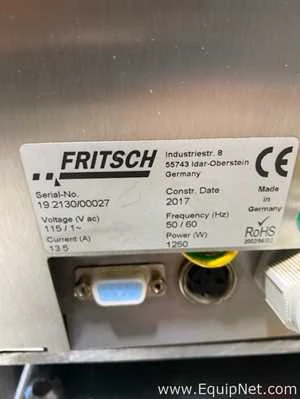 FRITSCH
Industriestr. 8
55743 Idar-Oberstein
Germany
CE
Serial-No.
19.2130/00027
Constr. Date
2017
Made in
Germany
Voltage (V ac)
115 / 1~
Frequency (Hz)
50 / 60
Current (A)
13.5
Power (W)
1250
RoHS
www.EquipNet.com